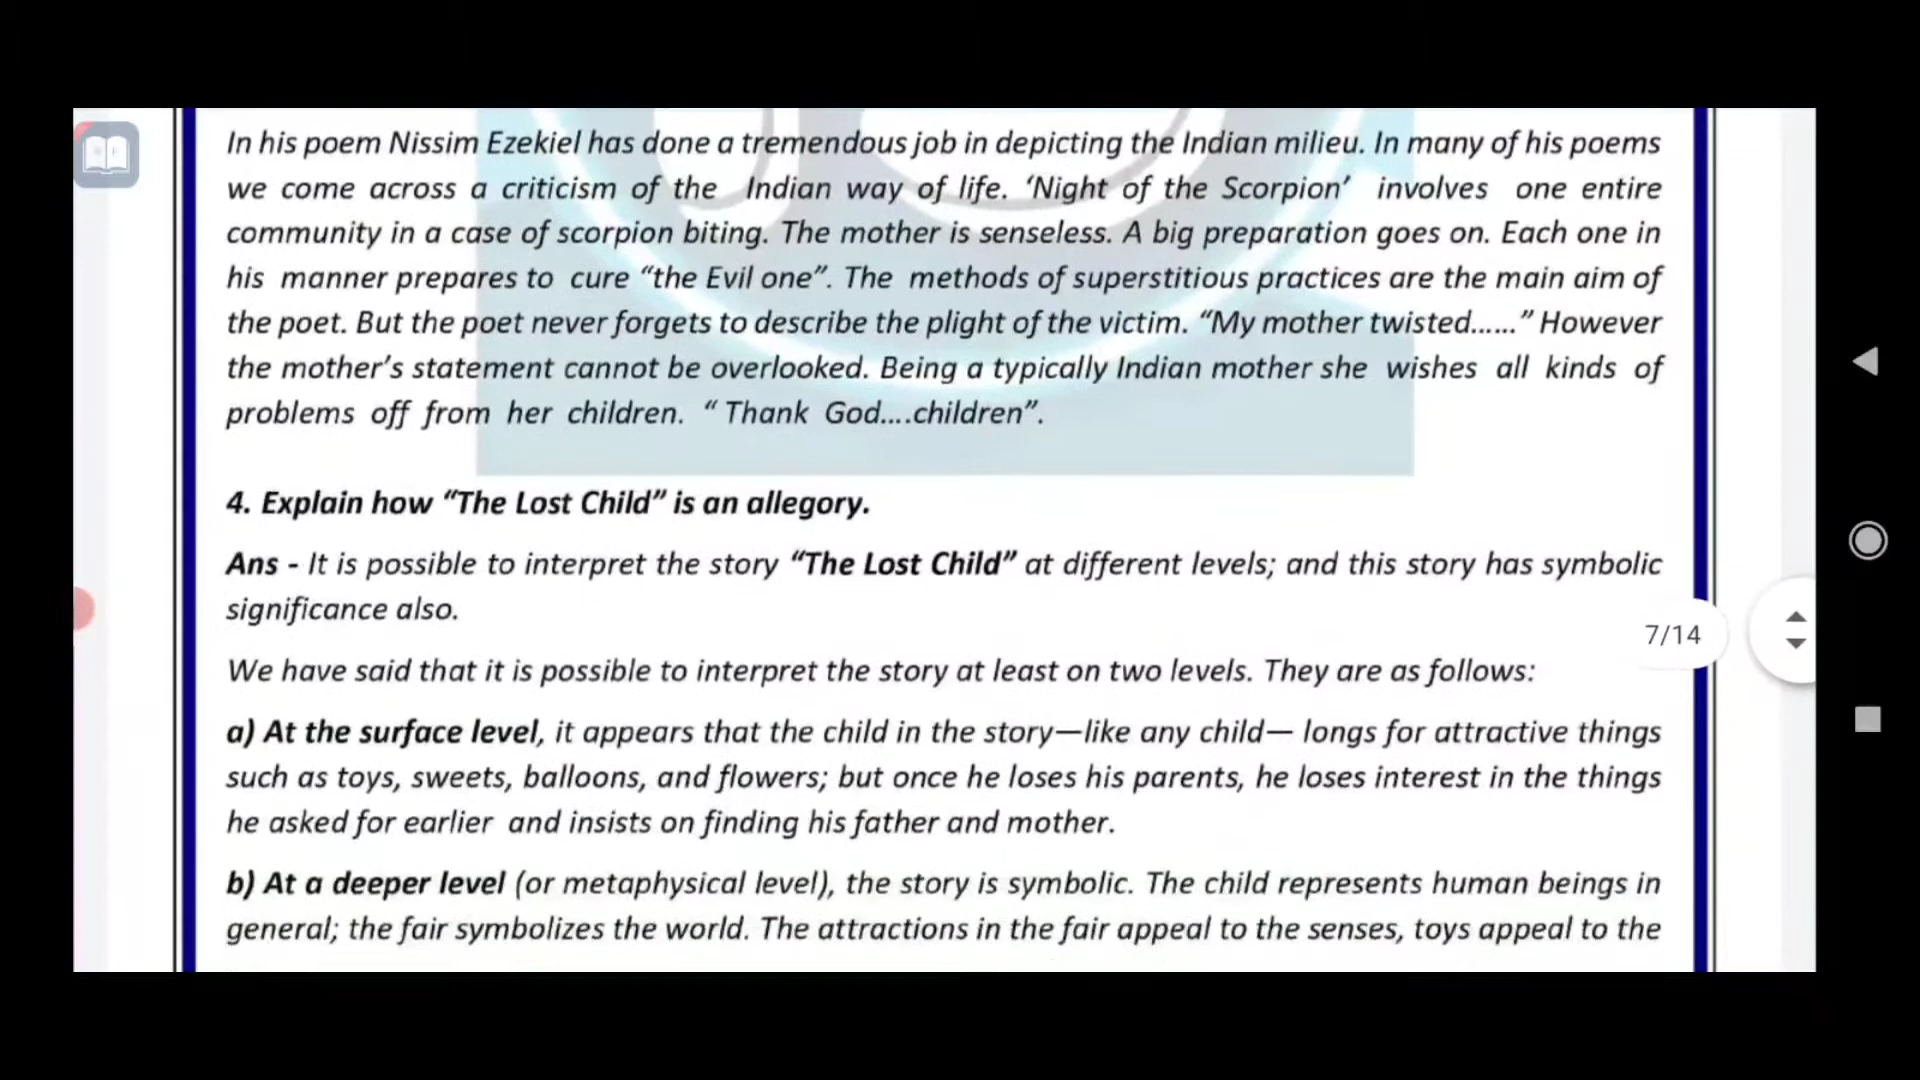 In his poem Nissim Ezekiel has done a tremendous job in depicting the Indian milieu. In many of his poems
we come across a criticism of the Indian way of life. ‘Night of the Scorpion’ involves one entire
community in a case of scorpion biting. The mother is senseless. A big preparation goes on. Each one in
his manner prepares to cure “the Evil one”. The methods of superstitious practices are the main aim of
the poet. But the poet never forgets to describe the plight of the victim. “My mother twisted......” However
the mother’s statement cannot be overlooked. Being a typically Indian mother she wishes all kinds of
problems off from her children. “ Thank God....children”.
4. Explain how “The Lost Child” is an allegory.
Ans - It is possible to interpret the story “The Lost Child” at different levels; and this story has symbolic
significance also.
7/14
We have said that it is possible to interpret the story at least on two levels. They are as follows:
a) At the surface level, it appears that the child in the story—like any child— longs for attractive things
such as toys, sweets, balloons, and flowers; but once he loses his parents, he loses interest in the things
he asked for earlier and insists on finding his father and mother.
b) At a deeper level (or metaphysical level), the story is symbolic. The child represents human beings in
general; the fair symbolizes the world. The attractions in the fair appeal to the senses, toys appeal to the